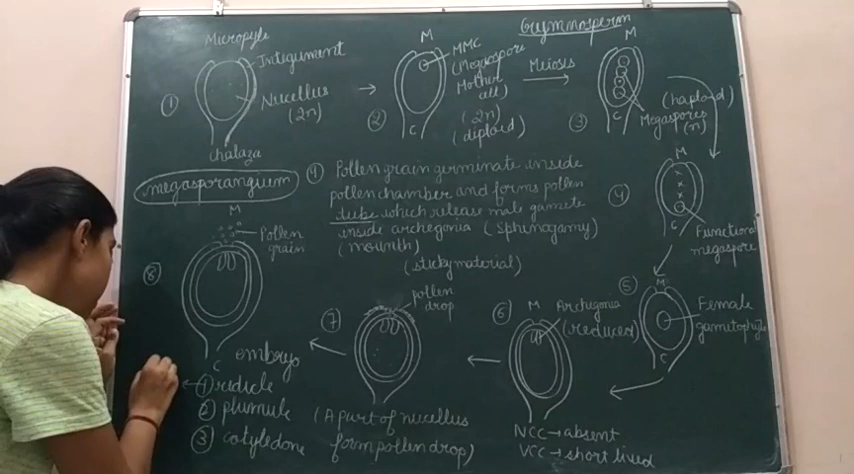 Gymnosperm
Micropyle
Integument
Nucellus
(2n)
chalaza
①
megasporangium
M
MMC
(Megaspore
Mother
cell)
(2n)
(diploid)
C
②
Meiosis
M
Megaspores
(n)
(haploid)
C
③
M
Functional
megaspore
C
④
⑤
M
Female
gametophyte
C
⑥
M
Archegonia
(reduced)
NCC → absent
VCC → short lived
⑦
pollen
drop
(A part of nucellus
form pollen drop)
⑧
M
Pollen
grain
C
④ Pollen grain germinate inside
pollen chamber and forms pollen
tube which release male gamete
inside archegonia (Siphnogamy)
(mounth)
(sticky material)
embryo
① radicle
② plumule
③ cotyledone